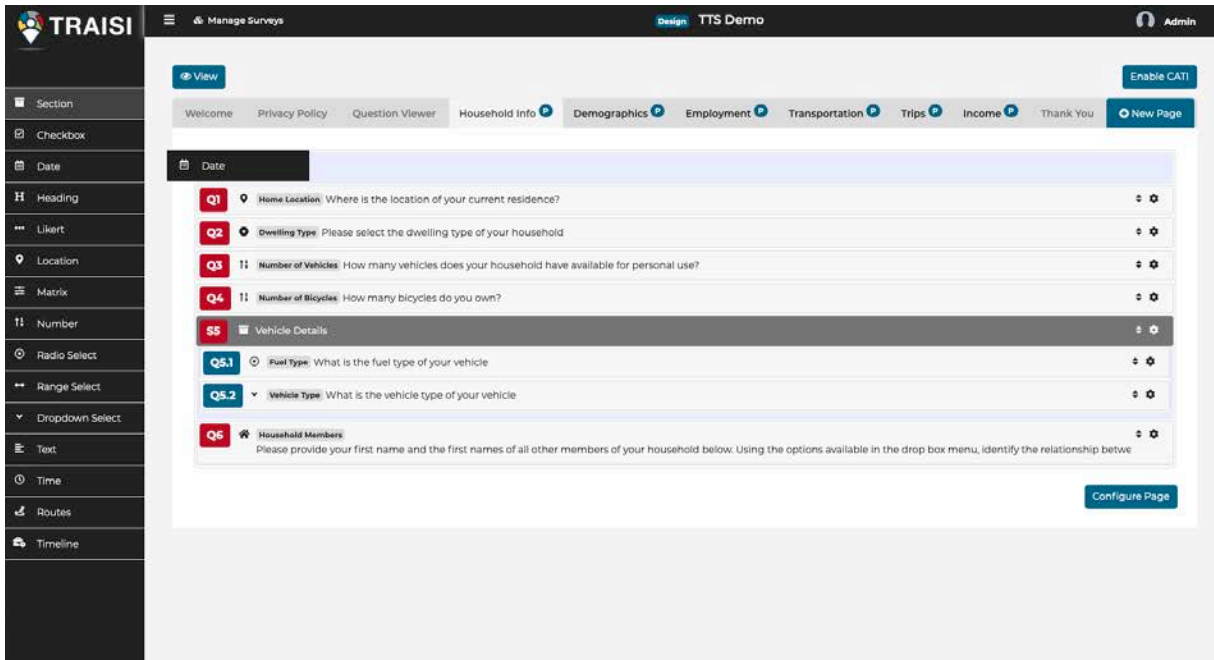 TRAISI
Manage Surveys
Design TTS Demo
Admin
View
Enable CATI
Welcome Privacy Policy Question Viewer Household Info P Demographics P Employment P Transportation P Trips P Income P Thank You New Page
Section
Checkbox
Date
H Heading
Likert
Location
Matrix
Number
Radio Select
Range Select
Dropdown Select
Text
Time
Routes
Timeline
Date
Q1 Home Location Where is the location of your current residence?
Q2 Dwelling Type Please select the dwelling type of your household
Q3 Number of Vehicles How many vehicles does your household have available for personal use?
Q4 Number of Bicycles How many bicycles do you own?
S5 Vehicle Details
Q5.1 Fuel Type What is the fuel type of your vehicle
Q5.2 Vehicle Type What is the vehicle type of your vehicle
Q6 Household Members
Please provide your first name and the first names of all other members of your household below. Using the options available in the drop box menu, identify the relationship betwe
Configure Page